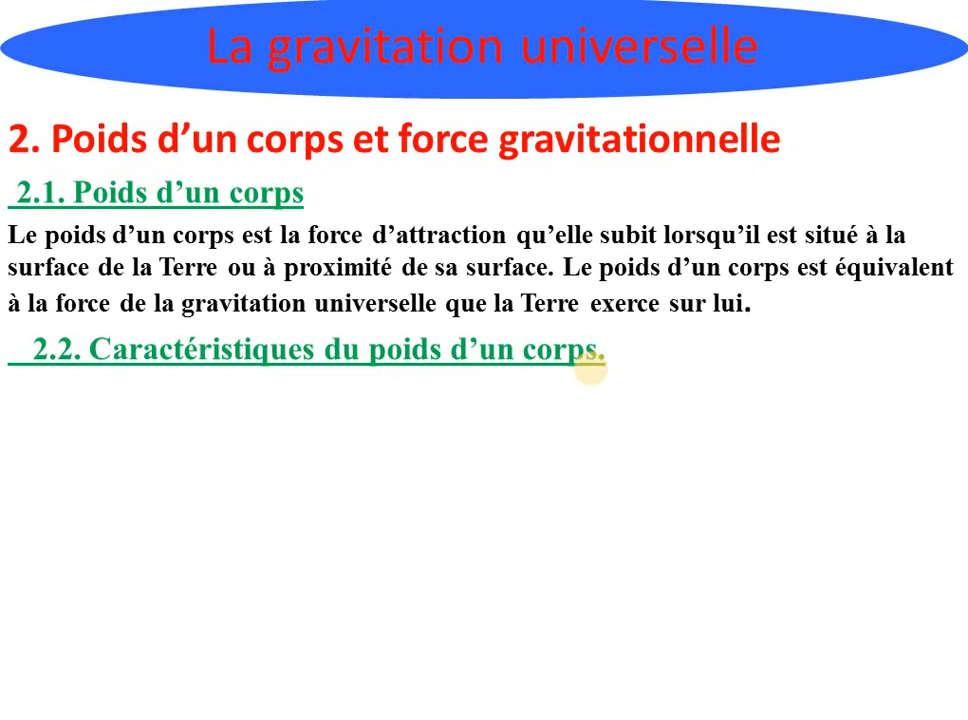 La gravitation universelle
2. Poids d’un corps et force gravitationnelle
2.1. Poids d’un corps
Le poids d’un corps est la force d’attraction qu’elle subit lorsqu’il est situé à la
surface de la Terre ou à proximité de sa surface. Le poids d’un corps est équivalent
à la force de la gravitation universelle que la Terre exerce sur lui.
2.2. Caractéristiques du poids d’un corps.